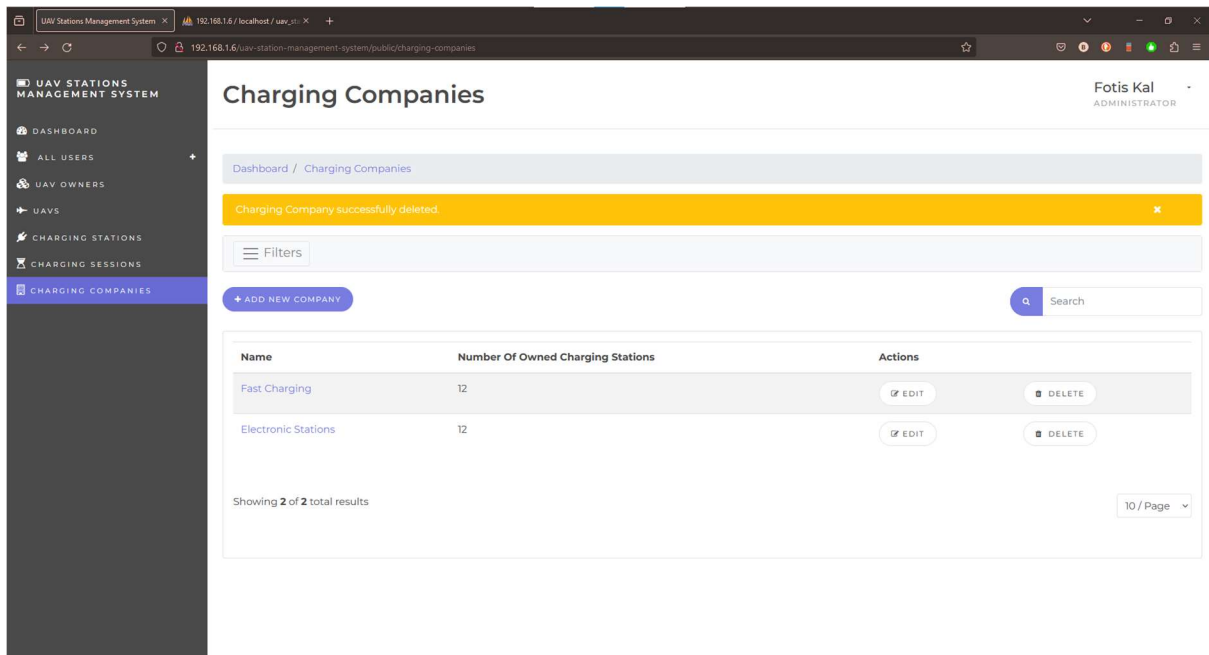 UAV Stations Management System
192.168.1.6 / localhost / uav_st
192.168.1.6/uav-station-management-system/public/charging-companies
UAV STATIONS
MANAGEMENT SYSTEM
DASHBOARD
ALL USERS
UAV OWNERS
UAVS
CHARGING STATIONS
CHARGING SESSIONS
CHARGING COMPANIES
Charging Companies
Fotis Kal
ADMINISTRATOR
Dashboard / Charging Companies
Charging Company successfully deleted.
Filters
+ ADD NEW COMPANY
Search
Name Number Of Owned Charging Stations Actions
Fast Charging 12 EDIT DELETE
Electronic Stations 12 EDIT DELETE
Showing 2 of 2 total results
10 / Page